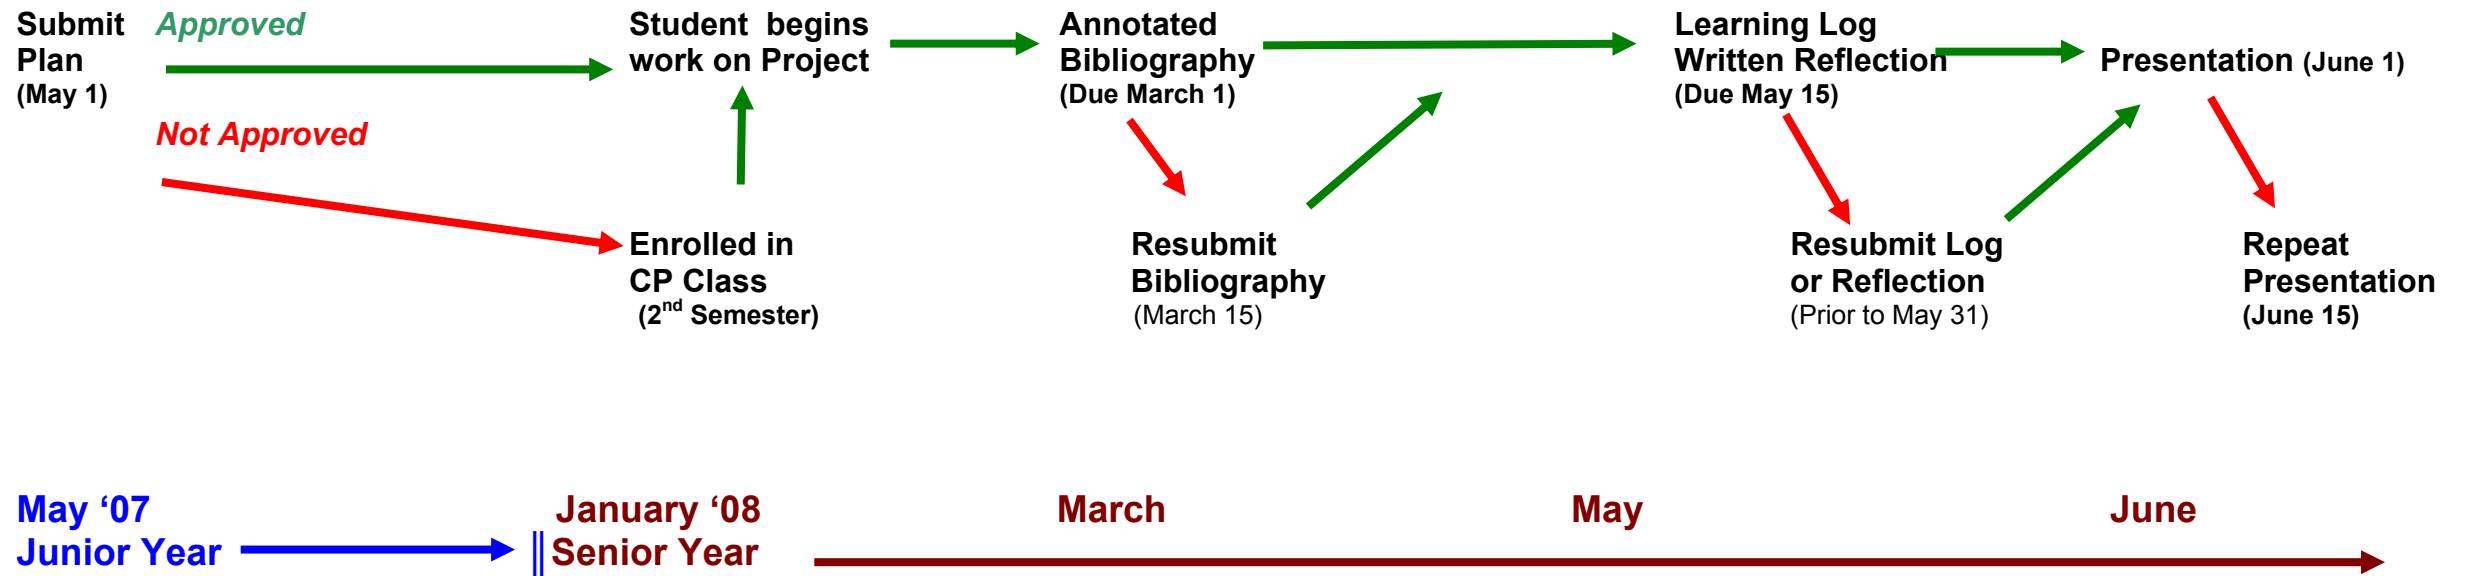 Submit
Plan
(May 1)
Approved
Not Approved
Student  begins
work on Project
Enrolled in
CP Class
(2nd Semester)
Annotated
Bibliography
(Due March 1)
Resubmit
Bibliography
(March 15)
Learning Log
Written Reflection
(Due May 15)
Resubmit Log
or Reflection
(Prior to May 31)
Presentation (June 1)
Repeat
Presentation
(June 15)
May ‘07
Junior Year
January ‘08
Senior Year
March
May
June